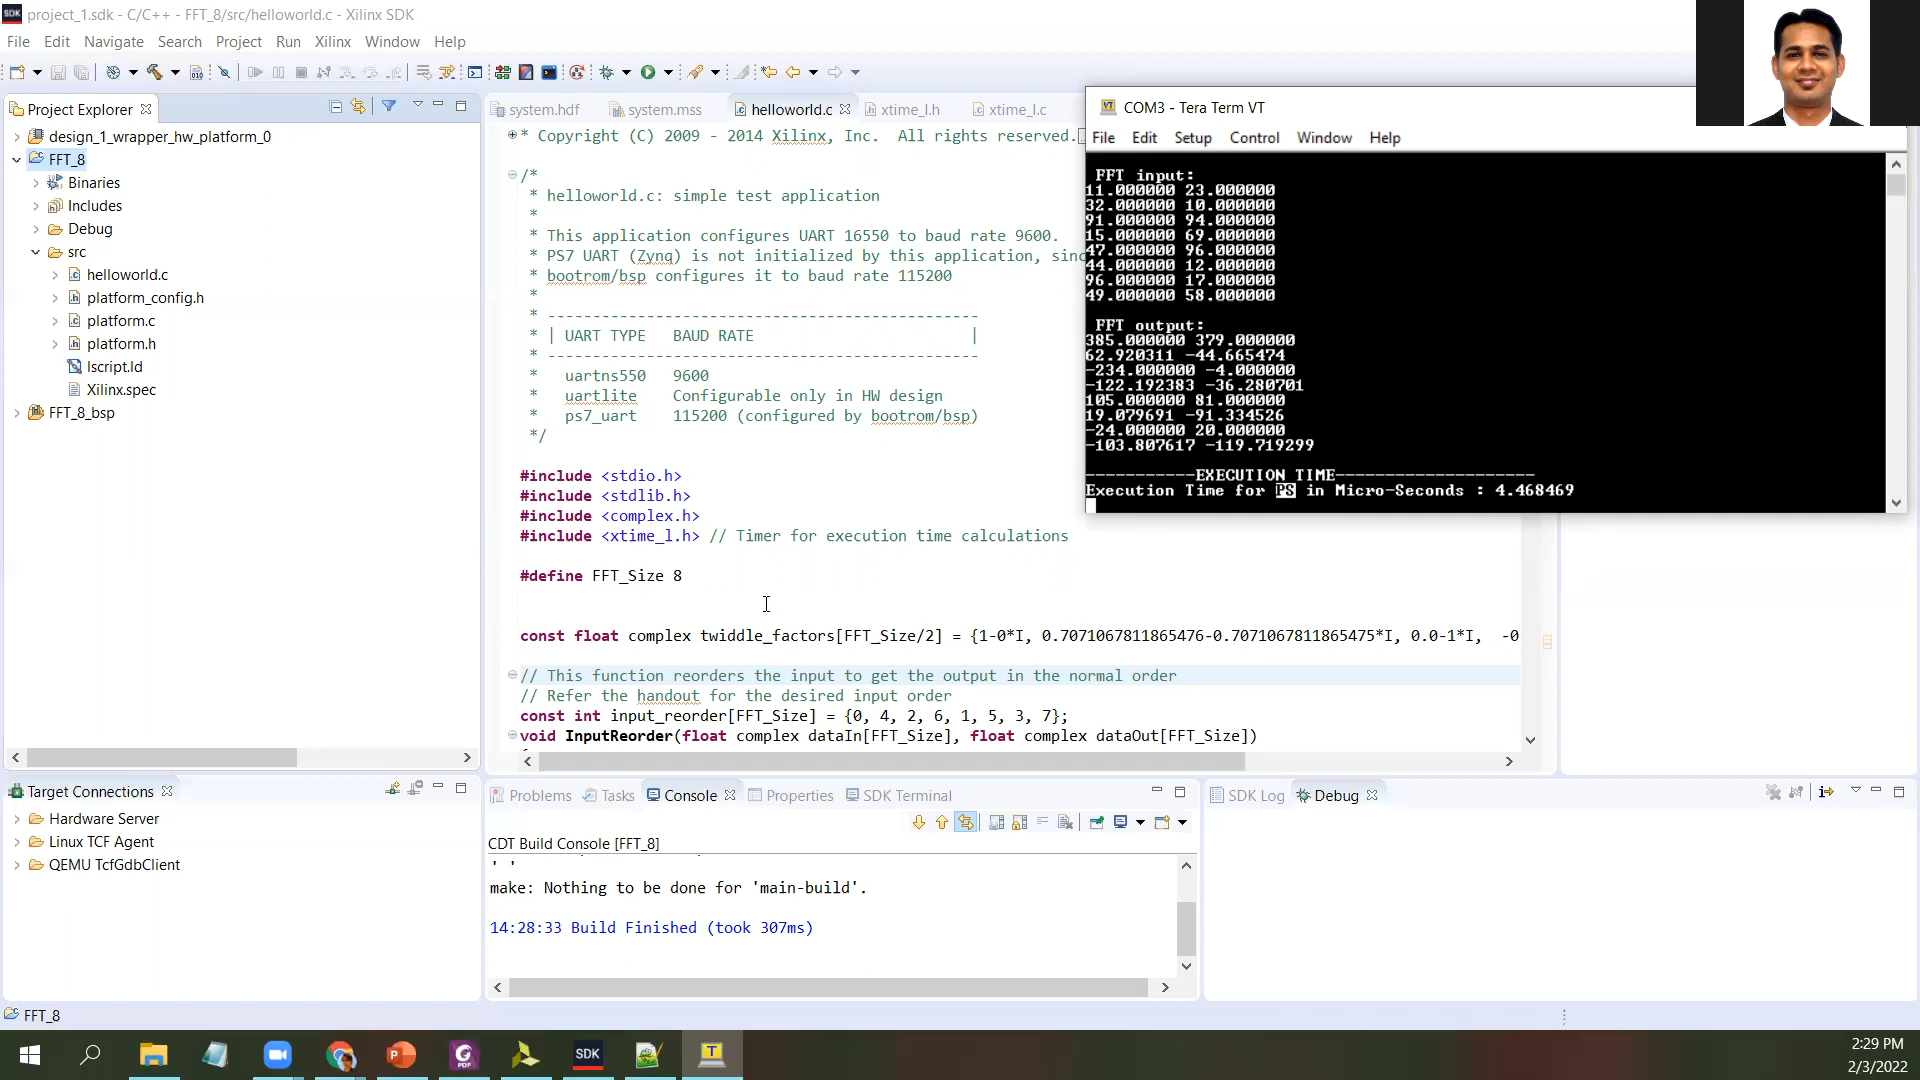 project_1.sdk - C/C++ - FFT_8/src/helloworld.c - Xilinx SDK
File Edit Navigate Search Project Run Xilinx Window Help
Project Explorer
design_1_wrapper_hw_platform_0
FFT_8
Binaries
Includes
Debug
src
helloworld.c
platform_config.h
platform.c
platform.h
lscript.ld
Xilinx.spec
FFT_8_bsp
Target Connections
Hardware Server
Linux TCF Agent
QEMU TcfGdbClient
system.hdf system.mss helloworld.c xtime_l.h xtime_l.c
* Copyright (C) 2009 - 2014 Xilinx, Inc. All rights reserved.
/*
* helloworld.c: simple test application
*
* This application configures UART 16550 to baud rate 9600.
* PS7 UART (Zynq) is not initialized by this application, sinc
* bootrom/bsp configures it to baud rate 115200
*
* ------------------------------------------------
* | UART TYPE   BAUD RATE                        |
* ------------------------------------------------
*   uartns550   9600
*   uartlite    Configurable only in HW design
*   ps7_uart    115200 (configured by bootrom/bsp)
*/
#include <stdio.h>
#include <stdlib.h>
#include <complex.h>
#include <xtime_l.h> // Timer for execution time calculations
#define FFT_Size 8
const float complex twiddle_factors[FFT_Size/2] = {1-0*I, 0.7071067811865476-0.7071067811865475*I, 0.0-1*I,  -0
// This function reorders the input to get the output in the normal order
// Refer the handout for the desired input order
const int input_reorder[FFT_Size] = {0, 4, 2, 6, 1, 5, 3, 7};
void InputReorder(float complex dataIn[FFT_Size], float complex dataOut[FFT_Size])
COM3 - Tera Term VT
File Edit Setup Control Window Help
FFT input:
11.000000 23.000000
32.000000 10.000000
91.000000 94.000000
15.000000 69.000000
47.000000 96.000000
44.000000 12.000000
96.000000 17.000000
49.000000 58.000000
FFT output:
385.000000 379.000000
62.920311 -44.665474
-234.000000 -4.000000
-122.192383 -36.280701
105.000000 81.000000
19.079691 -91.334526
-24.000000 20.000000
-103.807617 -119.719299
-----------EXECUTION TIME--------------------
Execution Time for PS in Micro-Seconds : 4.468469
Problems Tasks Console Properties SDK Terminal
CDT Build Console [FFT_8]
' '
make: Nothing to be done for 'main-build'.
14:28:33 Build Finished (took 307ms)
SDK Log Debug
FFT_8
SDK
2:29 PM
2/3/2022